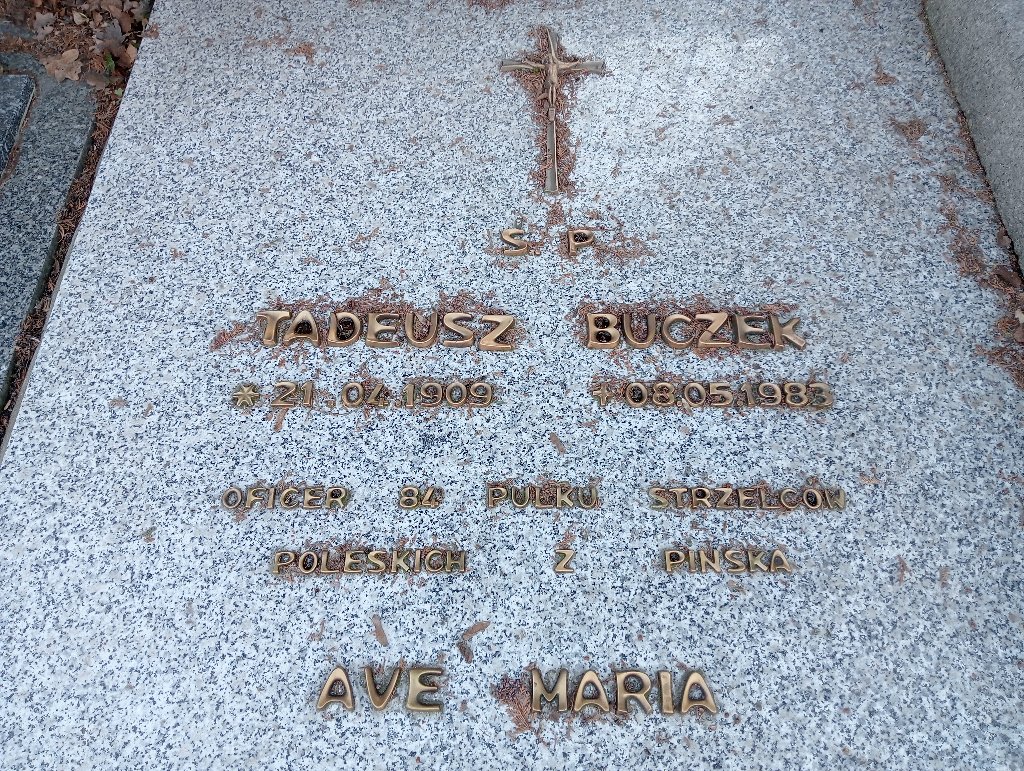 S P
TADEUSZ BUCZEK
* 21 04.1909 +08.05.1983
OFICER 84 PUŁKU STRZELCÓW
POLESKICH Z PIŃSKA
AVE MARIA